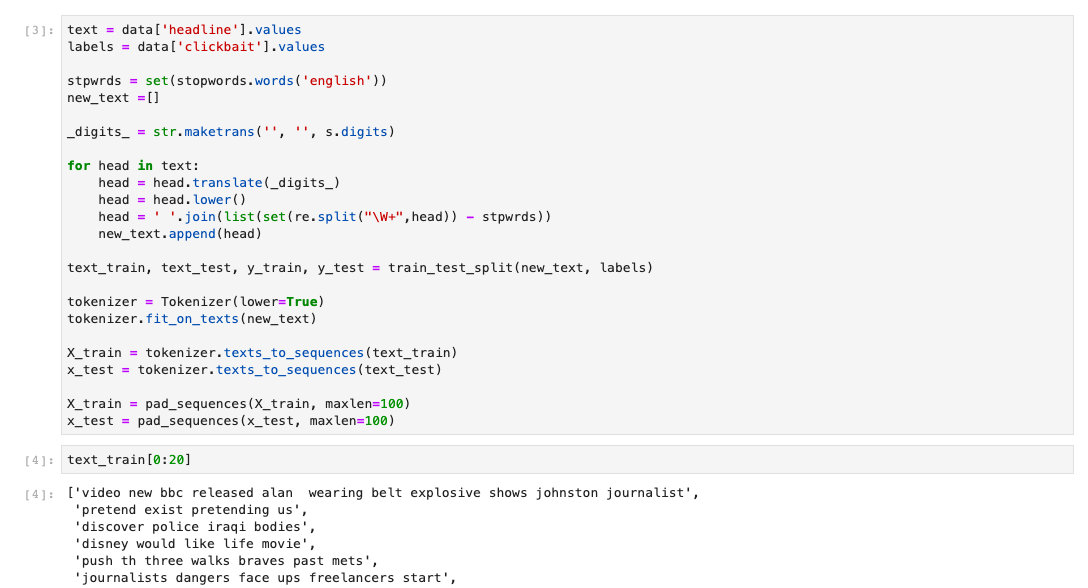 [3]: text = data['headline'].values
labels = data['clickbait'].values
stpwrds = set(stopwords.words('english'))
new_text =[]
_digits_ = str.maketrans('', '', s.digits)
for head in text:
    head = head.translate(_digits_)
    head = head.lower()
    head = ' '.join(list(set(re.split("\W+",head)) - stpwrds))
    new_text.append(head)
text_train, text_test, y_train, y_test = train_test_split(new_text, labels)
tokenizer = Tokenizer(lower=True)
tokenizer.fit_on_texts(new_text)
X_train = tokenizer.texts_to_sequences(text_train)
x_test = tokenizer.texts_to_sequences(text_test)
X_train = pad_sequences(X_train, maxlen=100)
x_test = pad_sequences(x_test, maxlen=100)
[4]: text_train[0:20]
[4]: ['video new bbc released alan  wearing belt explosive shows johnston journalist',
 'pretend exist pretending us',
 'discover police iraqi bodies',
 'disney would like life movie',
 'push th three walks braves past mets',
 'journalists dangers face ups freelancers start',